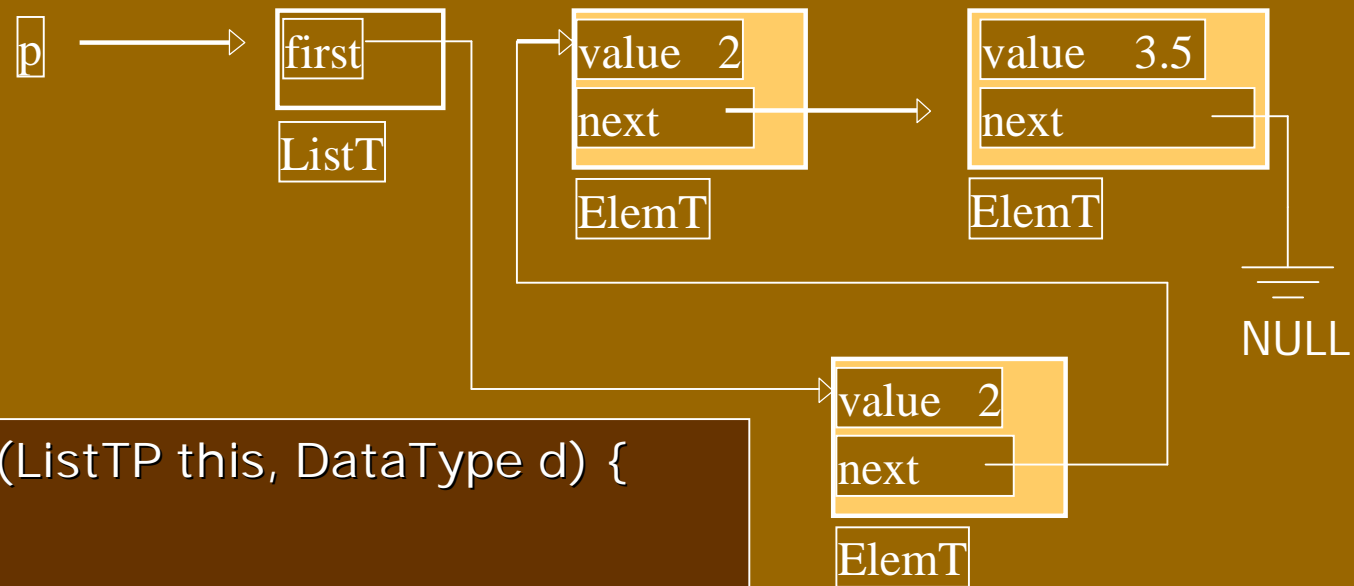 p
first
ListT
value 2
next
ElemT
value 3.5
next
ElemT
NULL
value 2
next
ElemT
(ListTP this, DataType d) {